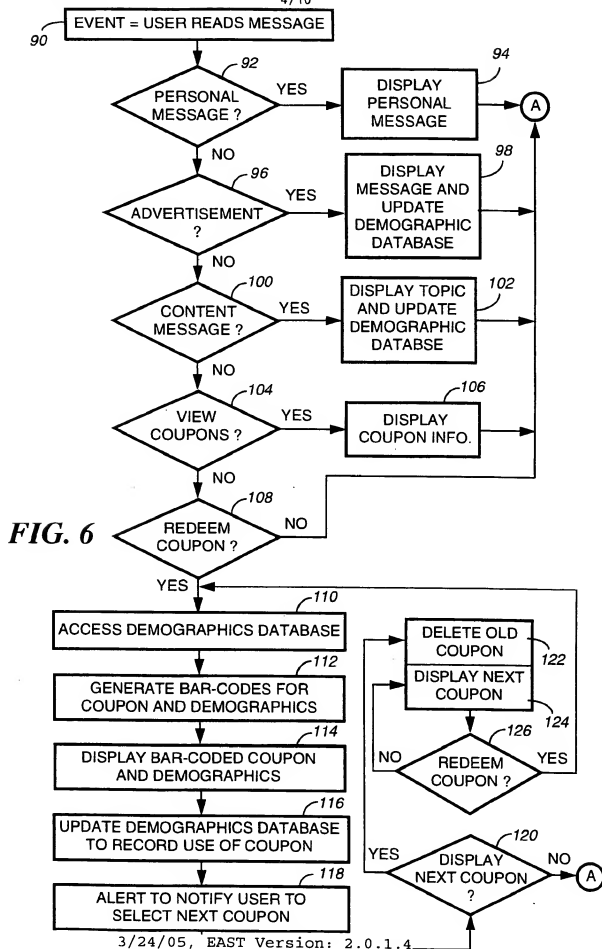 4/10
EVENT = USER READS MESSAGE
90
92
PERSONAL
MESSAGE ?
YES
94
DISPLAY
PERSONAL
MESSAGE
A
NO
96
ADVERTISEMENT
?
YES
98
DISPLAY
MESSAGE AND
UPDATE
DEMOGRAPHIC
DATABASE
NO
100
CONTENT
MESSAGE ?
YES
102
DISPLAY TOPIC
AND UPDATE
DEMOGRAPHIC
DATABSE
NO
104
VIEW
COUPONS ?
YES
106
DISPLAY
COUPON INFO.
NO
108
REDEEM
COUPON ?
NO
FIG. 6
YES
110
ACCESS DEMOGRAPHICS DATABASE
112
GENERATE BAR-CODES FOR
COUPON AND DEMOGRAPHICS
114
DISPLAY BAR-CODED COUPON
AND DEMOGRAPHICS
116
UPDATE DEMOGRAPHICS DATABASE
TO RECORD USE OF COUPON
118
ALERT TO NOTIFY USER TO
SELECT NEXT COUPON
DELETE OLD
COUPON
122
DISPLAY NEXT
COUPON
124
126
NO
REDEEM
COUPON ?
YES
120
YES
DISPLAY
NEXT COUPON
?
NO
A
3/24/05, EAST Version: 2.0.1.4